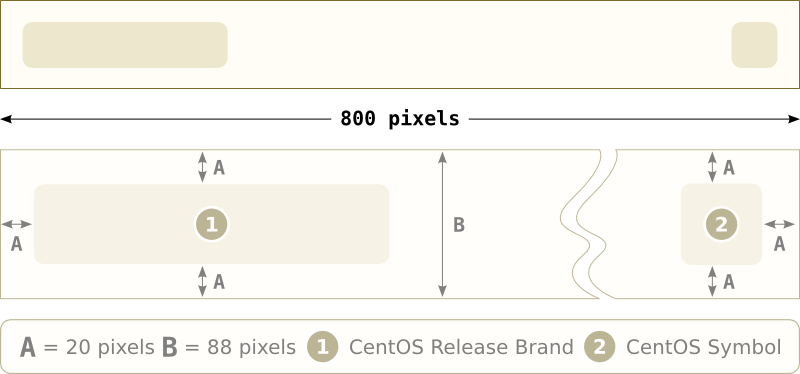 800 pixels
A A
1 B 2
A A
A A
A = 20 pixels B = 88 pixels 1 CentOS Release Brand 2 CentOS Symbol